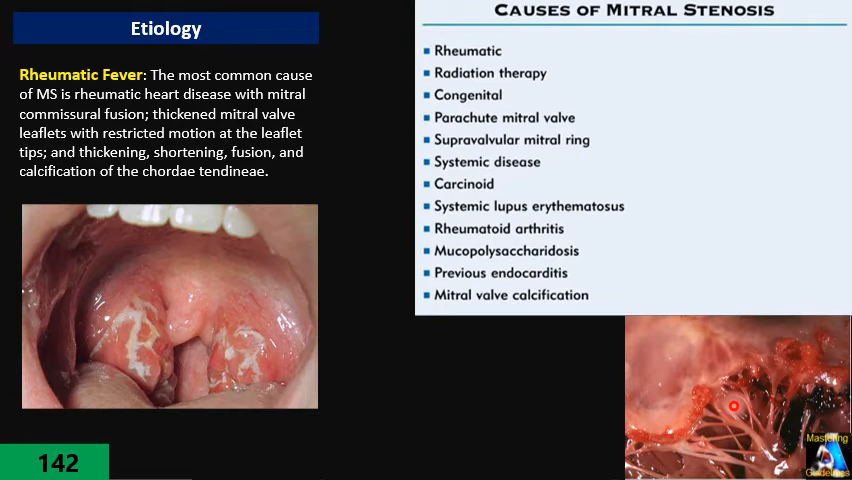 Etiology
Rheumatic Fever: The most common cause
of MS is rheumatic heart disease with mitral
commissural fusion; thickened mitral valve
leaflets with restricted motion at the leaflet
tips; and thickening, shortening, fusion, and
calcification of the chordae tendineae.
CAUSES OF MITRAL STENOSIS
Rheumatic
Radiation therapy
Congenital
Parachute mitral valve
Supravalvular mitral ring
Systemic disease
Carcinoid
Systemic lupus erythematosus
Rheumatoid arthritis
Mucopolysaccharidosis
Previous endocarditis
Mitral valve calcification
142
Mastering
Guidelines